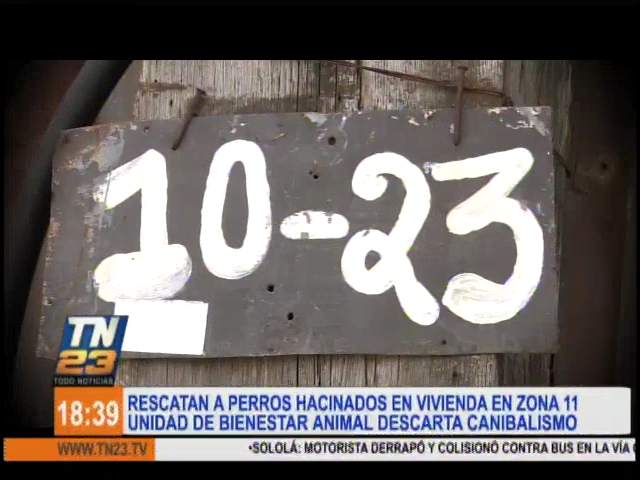 10-23
TN
23
TODO NOTICIAS
18:39
RESCATAN A PERROS HACINADOS EN VIVIENDA EN ZONA 11
UNIDAD DE BIENESTAR ANIMAL DESCARTA CANIBALISMO
WWW.TN23.TV
•SOLOLÁ: MOTORISTA DERRAPÓ Y COLISIONÓ CONTRA BUS EN LA VÍA